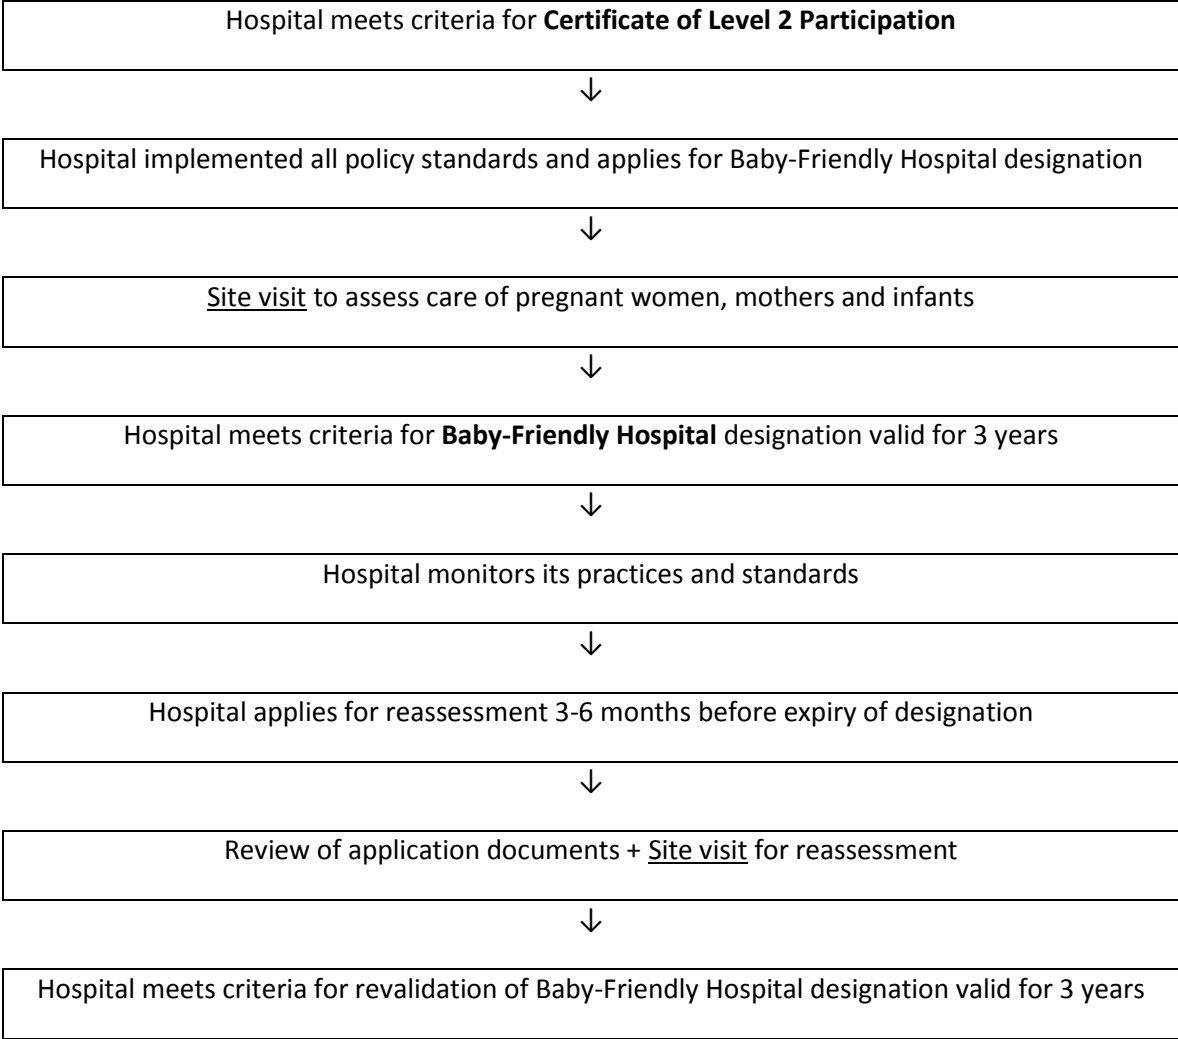 Hospital meets criteria for Certificate of Level 2 Participation
↓
Hospital implemented all policy standards and applies for Baby-Friendly Hospital designation
↓
Site visit to assess care of pregnant women, mothers and infants
↓
Hospital meets criteria for Baby-Friendly Hospital designation valid for 3 years
↓
Hospital monitors its practices and standards
↓
Hospital applies for reassessment 3-6 months before expiry of designation
↓
Review of application documents + Site visit for reassessment
↓
Hospital meets criteria for revalidation of Baby-Friendly Hospital designation valid for 3 years